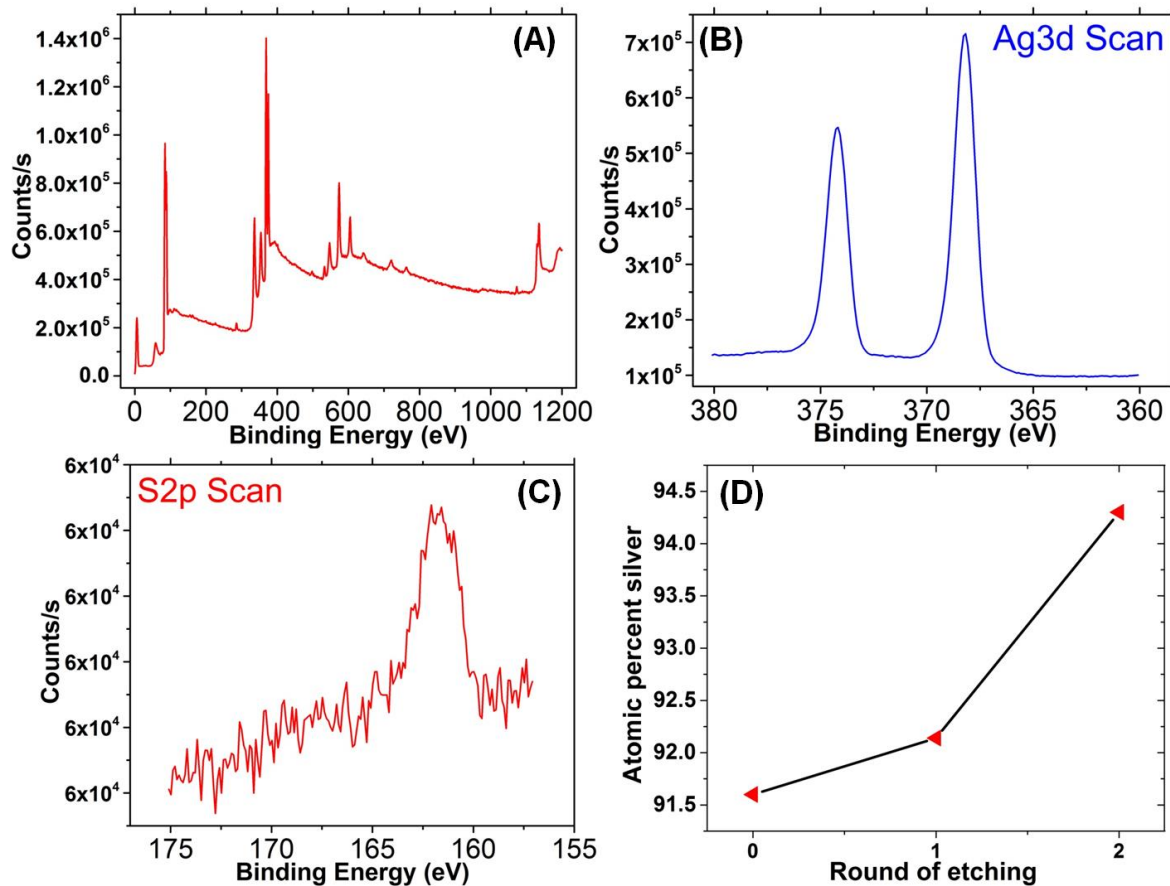 (A)
1.4x10⁶
1.2x10⁶
1.0x10⁶
8.0x10⁵
6.0x10⁵
4.0x10⁵
2.0x10⁵
0.0
Counts/s
0 200 400 600 800 1000 1200
Binding Energy (eV)
(B)
Ag3d Scan
7x10⁵
7x10⁵
5x10⁵
3x10⁵
2x10⁵
1x10⁵
Counts/s
380 375 370 365 360
Binding Energy (eV)
S2p Scan
(C)
6x10⁴
6x10⁴
6x10⁴
6x10⁴
6x10⁴
6x10⁴
Counts/s
175 170 165 160 155
Binding Energy (eV)
(D)
94.5
94.0
93.5
93.0
92.5
92.0
91.5
Atomic percent silver
0 1 2
Round of etching